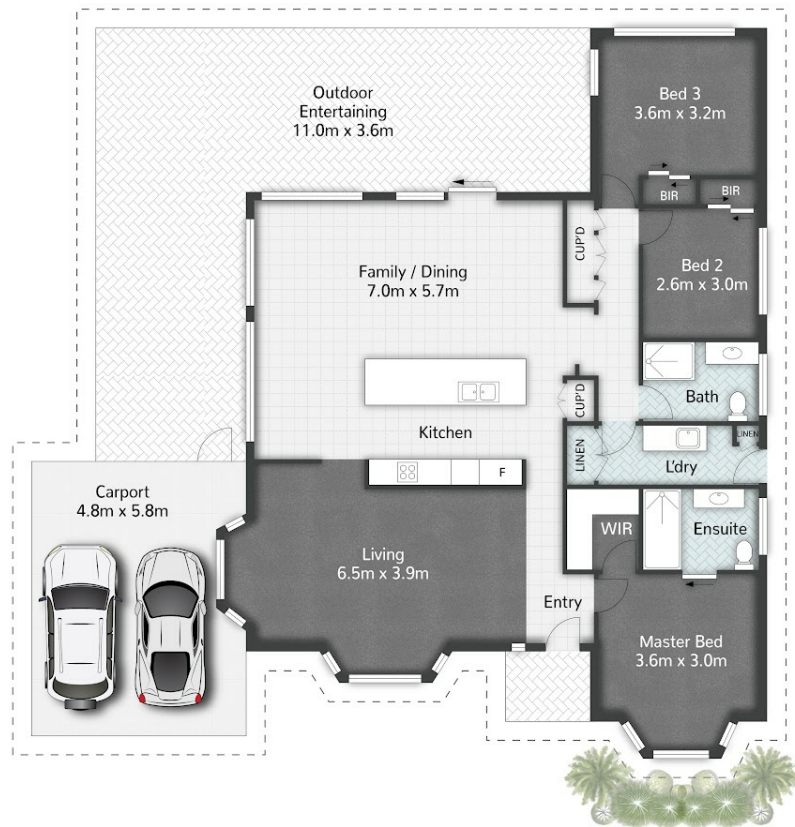 Outdoor
Entertaining
11.0m x 3.6m
Bed 3
3.6m x 3.2m
BIR
BIR
CUP'D
Family / Dining
7.0m x 5.7m
Bed 2
2.6m x 3.0m
Bath
CUP'D
Kitchen
LINEN
LINEN
L'dry
F
Carport
4.8m x 5.8m
WIR
Ensuite
Living
6.5m x 3.9m
Entry
Master Bed
3.6m x 3.0m